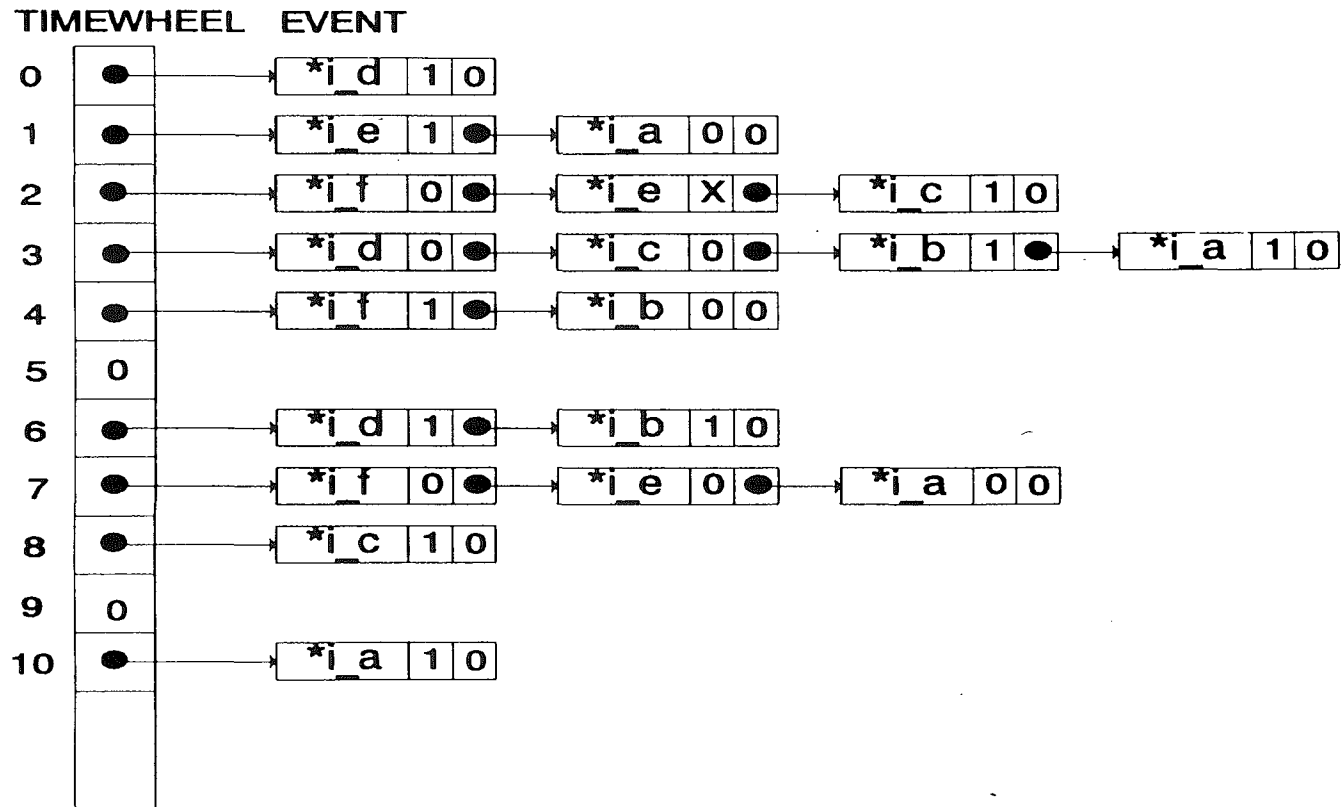 TIMEWHEEL EVENT
0 *i_d 1 0
1 *i_e 1 *i_a 0 0
2 *i_f 0 *i_e X *i_c 1 0
3 *i_d 0 *i_c 0 *i_b 1 *i_a 1 0
4 *i_f 1 *i_b 0 0
5 0
6 *i_d 1 *i_b 1 0
7 *i_f 0 *i_e 0 *i_a 0 0
8 *i_c 1 0
9 0
10 *i_a 1 0